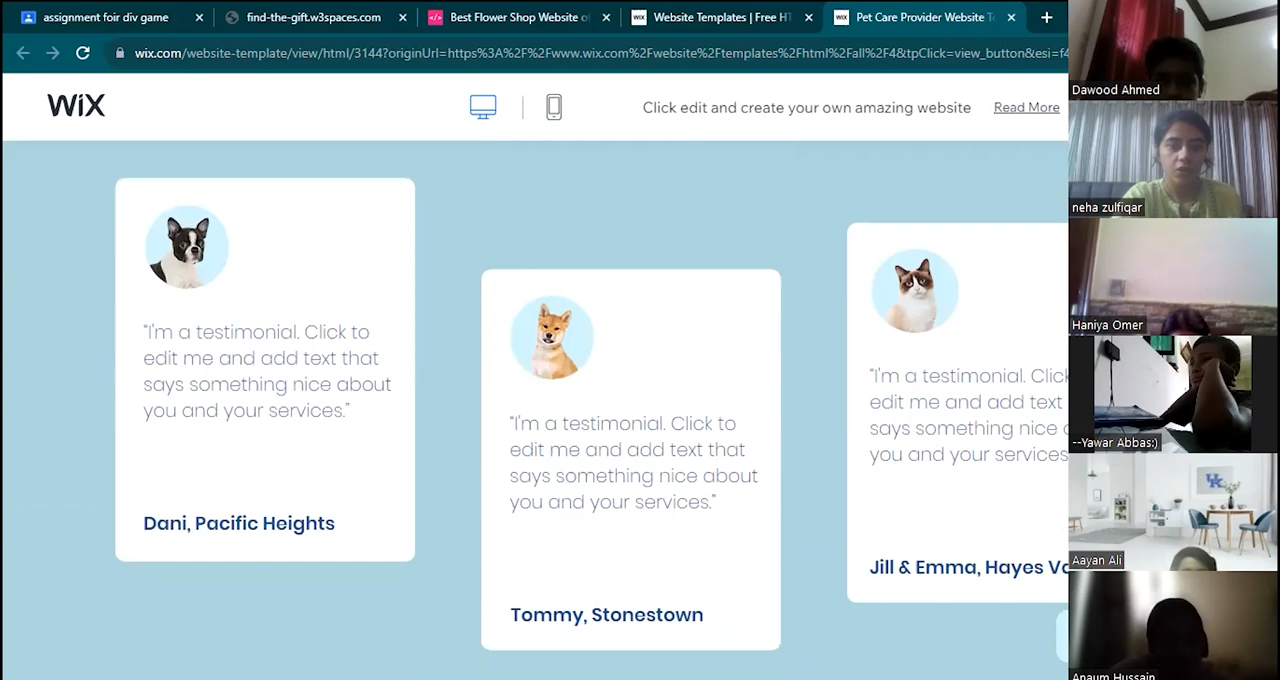 assignment foir div game
find-the-gift.w3spaces.com
Best Flower Shop Website o
Website Templates | Free HT
Pet Care Provider Website Te
wix.com/website-template/view/html/3144?originUrl=https%3A%2F%2Fwww.wix.com%2Fwebsite%2Ftemplates%2Fhtml%2Fall%2F4&tpClick=view_button&esi=f4
WiX
Click edit and create your own amazing website
Read More
“I'm a testimonial. Click to
edit me and add text that
says something nice about
you and your services.”
Dani, Pacific Heights
“I'm a testimonial. Click to
edit me and add text that
says something nice about
you and your services.”
Tommy, Stonestown
“I'm a testimonial. Click
edit me and add text
says something nice
you and your services
Jill & Emma, Hayes Va
Dawood Ahmed
neha zulfiqar
Haniya Omer
--Yawar Abbas:)
UK
Aayan Ali
Anaum Hussain